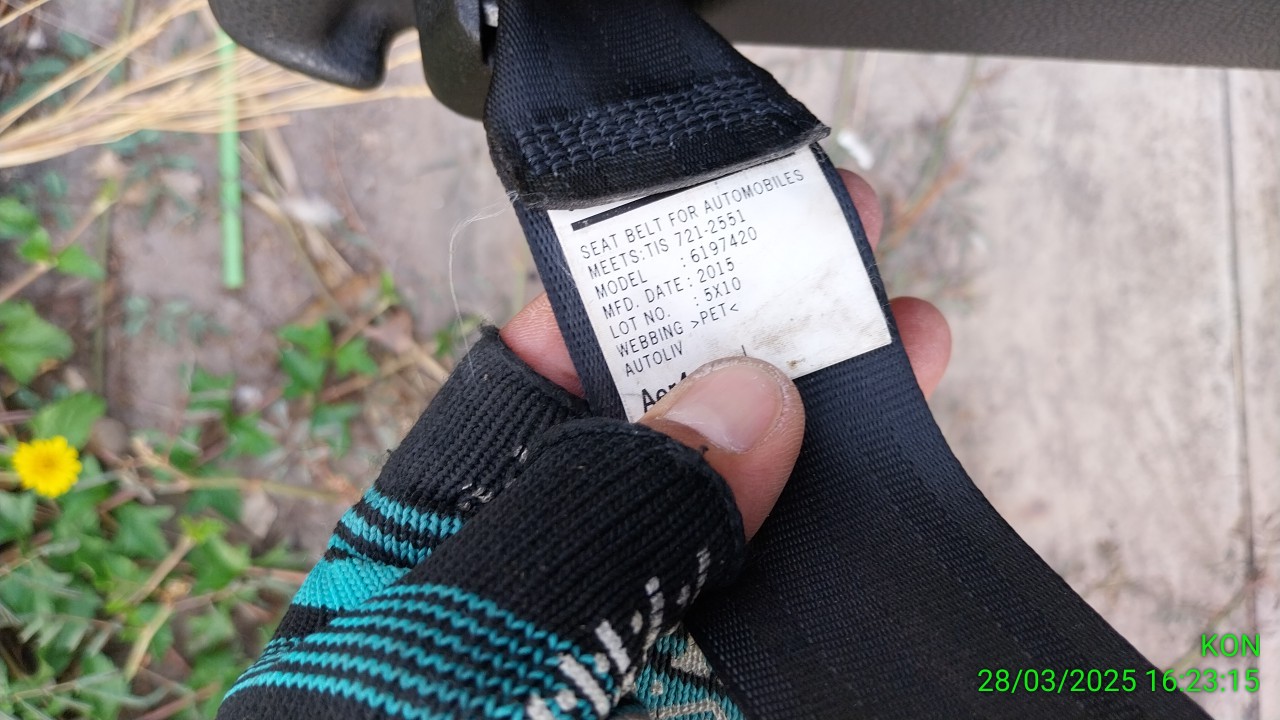 SEAT BELT FOR AUTOMOBILES
MEETS:TIS 721-2551
MODEL : 6197420
MFD. DATE : 2015
LOT NO. : 5X10
WEBBING >PET<
AUTOLIV
KON
28/03/2025 16:23:15